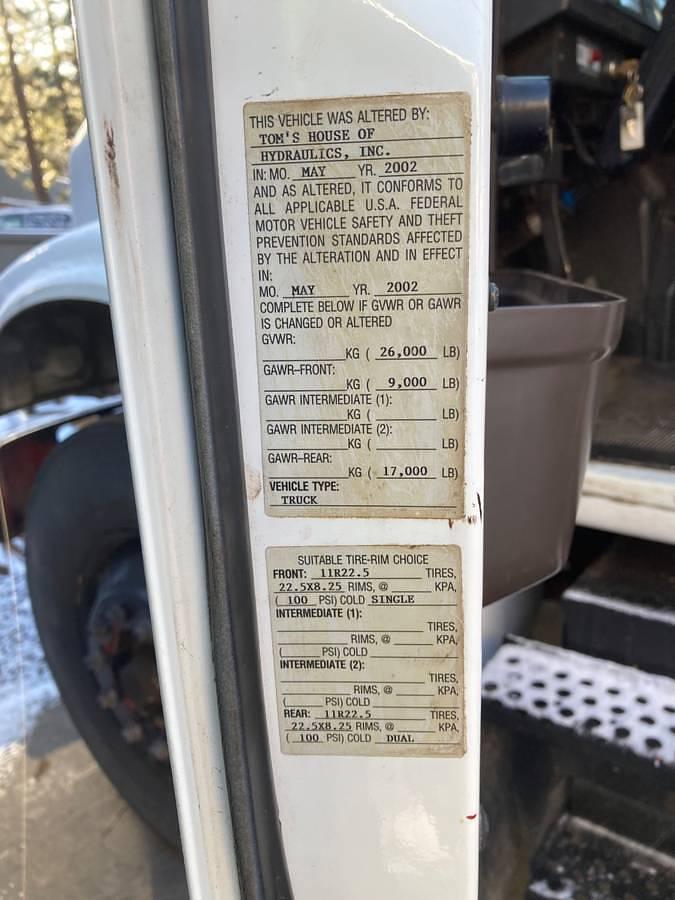 THIS VEHICLE WAS ALTERED BY:
TOM'S HOUSE OF
HYDRAULICS, INC.
IN: MO. MAY YR. 2002
AND AS ALTERED, IT CONFORMS TO
ALL APPLICABLE U.S.A. FEDERAL
MOTOR VEHICLE SAFETY AND THEFT
PREVENTION STANDARDS AFFECTED
BY THE ALTERATION AND IN EFFECT
IN:
MO. MAY YR. 2002
COMPLETE BELOW IF GVWR OR GAWR
IS CHANGED OR ALTERED
GVWR:
KG ( 26,000 LB)
GAWR–FRONT:
KG ( 9,000 LB)
GAWR INTERMEDIATE (1):
KG ( LB)
GAWR INTERMEDIATE (2):
KG ( LB)
GAWR–REAR:
KG ( 17,000 LB)
VEHICLE TYPE:
TRUCK
SUITABLE TIRE-RIM CHOICE
FRONT: 11R22.5 TIRES,
22.5X8.25 RIMS, @ KPA,
( 100 PSI) COLD SINGLE
INTERMEDIATE (1):
TIRES,
RIMS, @ KPA,
( PSI) COLD
INTERMEDIATE (2):
TIRES,
RIMS, @ KPA,
( PSI) COLD
REAR: 11R22.5 TIRES,
22.5X8.25 RIMS, @ KPA,
( 100 PSI) COLD DUAL